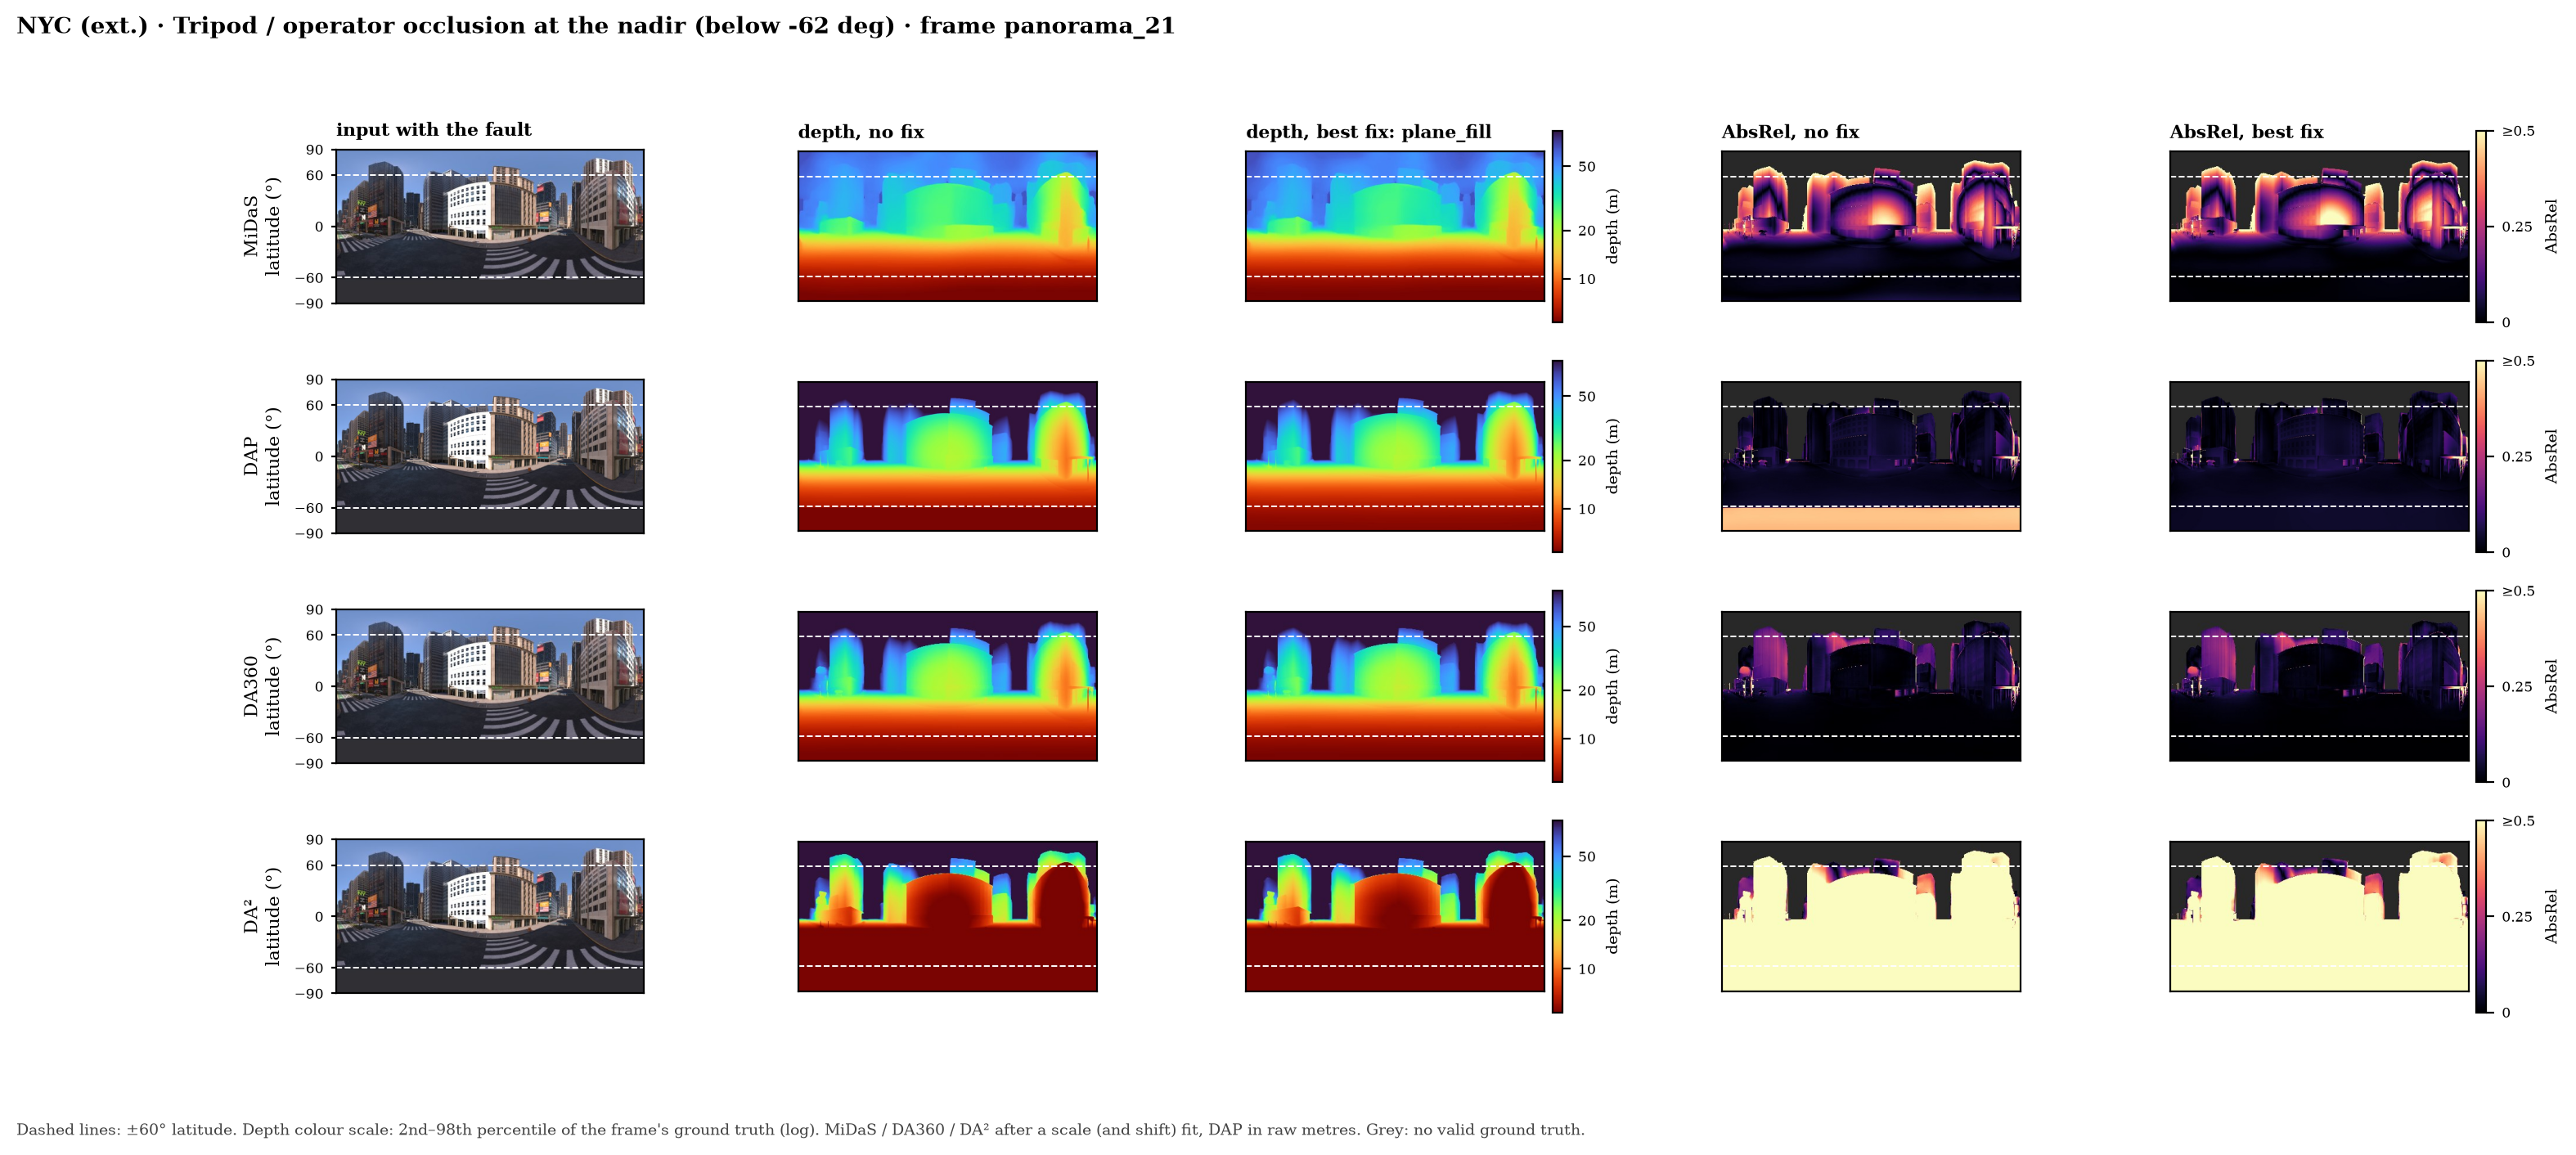 NYC (ext.) · Tripod / operator occlusion at the nadir (below -62 deg) · frame panorama_21
input with the fault
depth, no fix
depth, best fix: plane_fill
AbsRel, no fix
AbsRel, best fix
MiDaS
latitude (°)
90
60
0
−60
−90
50
20
10
depth (m)
≥0.5
0.25
0
AbsRel
DAP
latitude (°)
90
60
0
−60
−90
50
20
10
depth (m)
≥0.5
0.25
0
AbsRel
DA360
latitude (°)
90
60
0
−60
−90
50
20
10
depth (m)
≥0.5
0.25
0
AbsRel
DA²
latitude (°)
90
60
0
−60
−90
50
20
10
depth (m)
≥0.5
0.25
0
AbsRel
Dashed lines: ±60° latitude. Depth colour scale: 2nd–98th percentile of the frame's ground truth (log). MiDaS / DA360 / DA² after a scale (and shift) fit, DAP in raw metres. Grey: no valid ground truth.